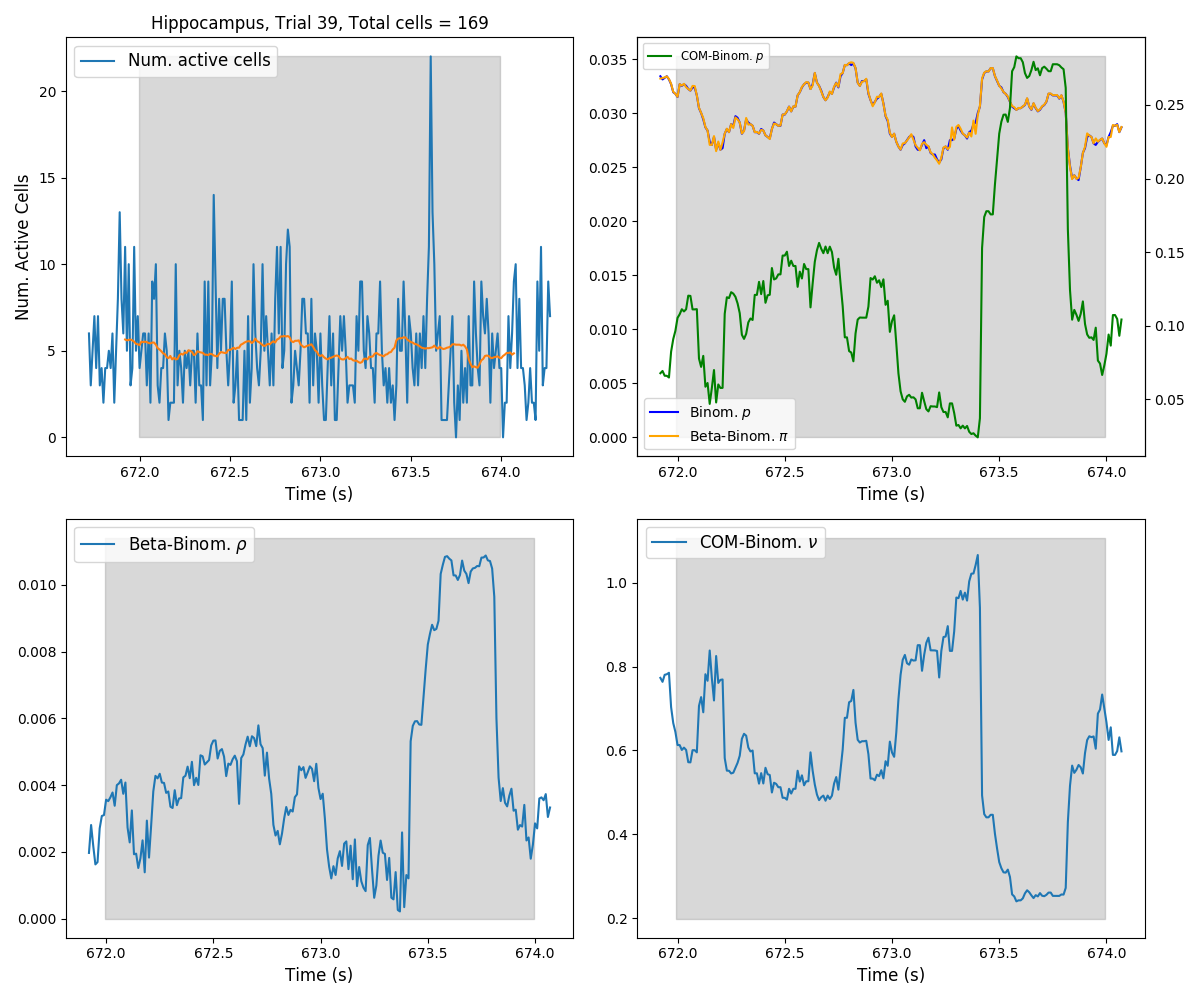 Hippocampus, Trial 39, Total cells = 169
Num. active cells
Num. Active Cells
20
15
10
5
0
672.0 672.5 673.0 673.5 674.0
Time (s)
COM-Binom. p
0.035
0.030
0.025
0.020
0.015
0.010
0.005
0.000
0.25
0.20
0.15
0.10
0.05
Binom. p
Beta-Binom. π
672.0 672.5 673.0 673.5 674.0
Time (s)
Beta-Binom. ρ
0.010
0.008
0.006
0.004
0.002
0.000
672.0 672.5 673.0 673.5 674.0
Time (s)
COM-Binom. ν
1.0
0.8
0.6
0.4
0.2
672.0 672.5 673.0 673.5 674.0
Time (s)